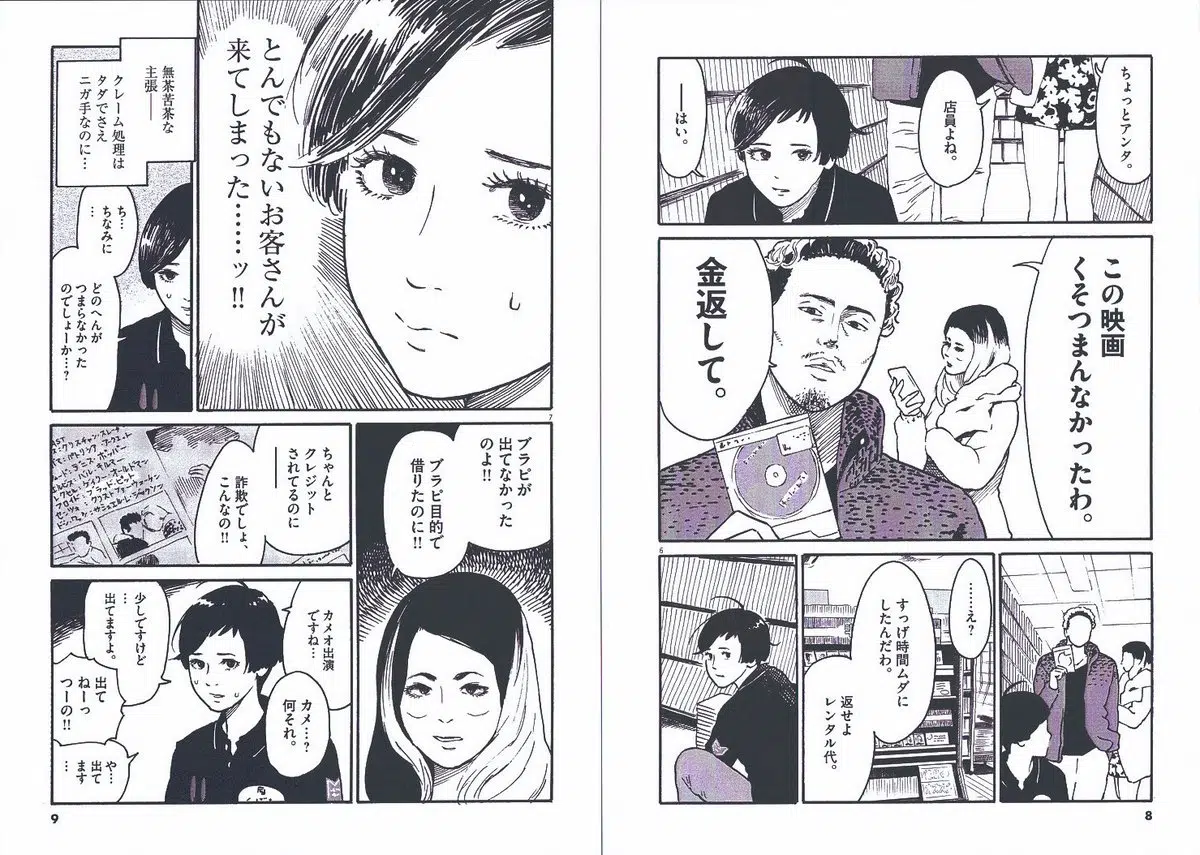 ちょっとアンタ。
店員よね。
──はい。
この映画
くそつまんなかったわ。
金返して。
6
……え?
すっげ時間ムダに
したんだわ。
返せよ
レンタル代。
8
とんでもないお客さんが
来てしまった……ッ!!
無茶苦茶な
主張──
クレーム処理は
タダでさえ
ニガ手なのに…
ち…
ちなみに
…
どのへんが
つまらなかった
のでしょーか…?
7
ブラピが
出てなかった
のよ!!
ブラピ目的で
借りたのに!!
ちゃんと
クレジット
されてるのに
詐欺でしょ、
こんなの!!
カメオ出演
ですね…
カメ…?
何それ。
少しですけど
…
出てますよ。
出て
ねーっ
つーの!!
や…
出て
ます
…
9